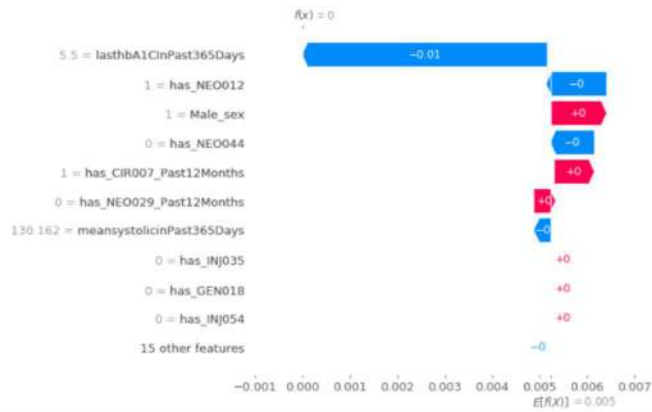 f(x) = 0
5.5 = lasthbA1CInPast365Days
−0.01
1 = has_NEO012
−0
1 = Male_sex
+0
0 = has_NEO044
−0
1 = has_CIR007_Past12Months
+0
0 = has_NEO029_Past12Months
+0
130.162 = meansystolicinPast365Days
−0
0 = has_INJ035
+0
0 = has_GEN018
+0
0 = has_INJ054
+0
15 other features
−0
−0.001 0.000 0.001 0.002 0.003 0.004 0.005 0.006 0.007
E[f(X)] = 0.005